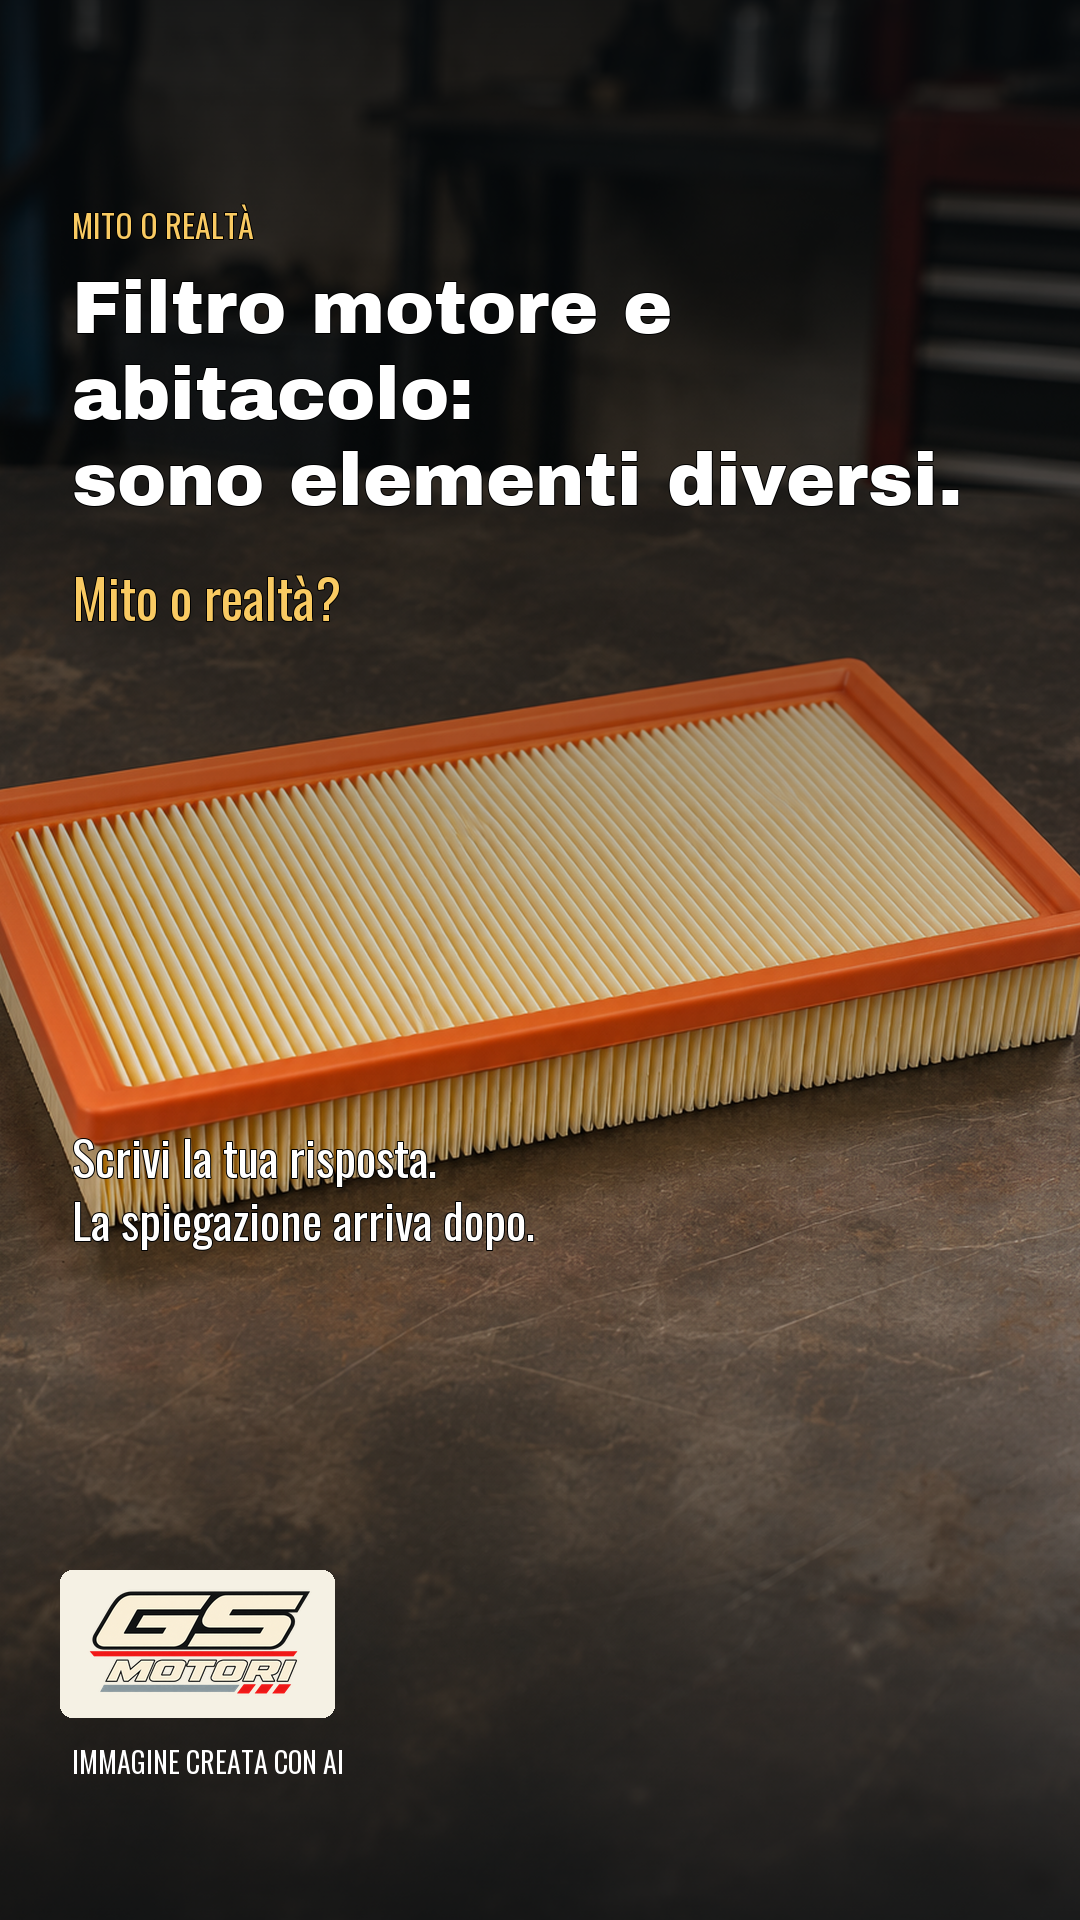 MITO O REALTÀ
Filtro motore e
abitacolo:
sono elementi diversi.
Mito o realtà?
Scrivi la tua risposta.
La spiegazione arriva dopo.
GS
MOTORI
IMMAGINE CREATA CON AI